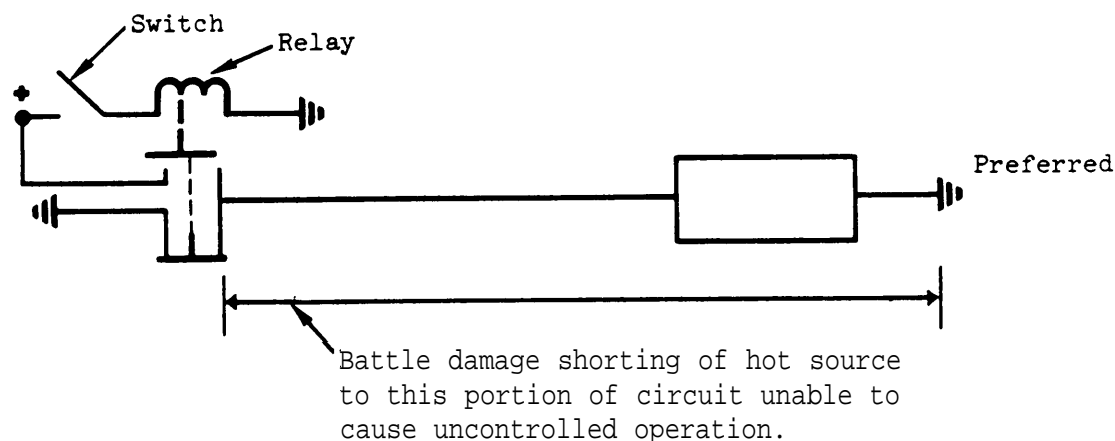 Switch
Relay
+
Preferred
Battle damage shorting of hot source
to this portion of circuit unable to
cause uncontrolled operation.